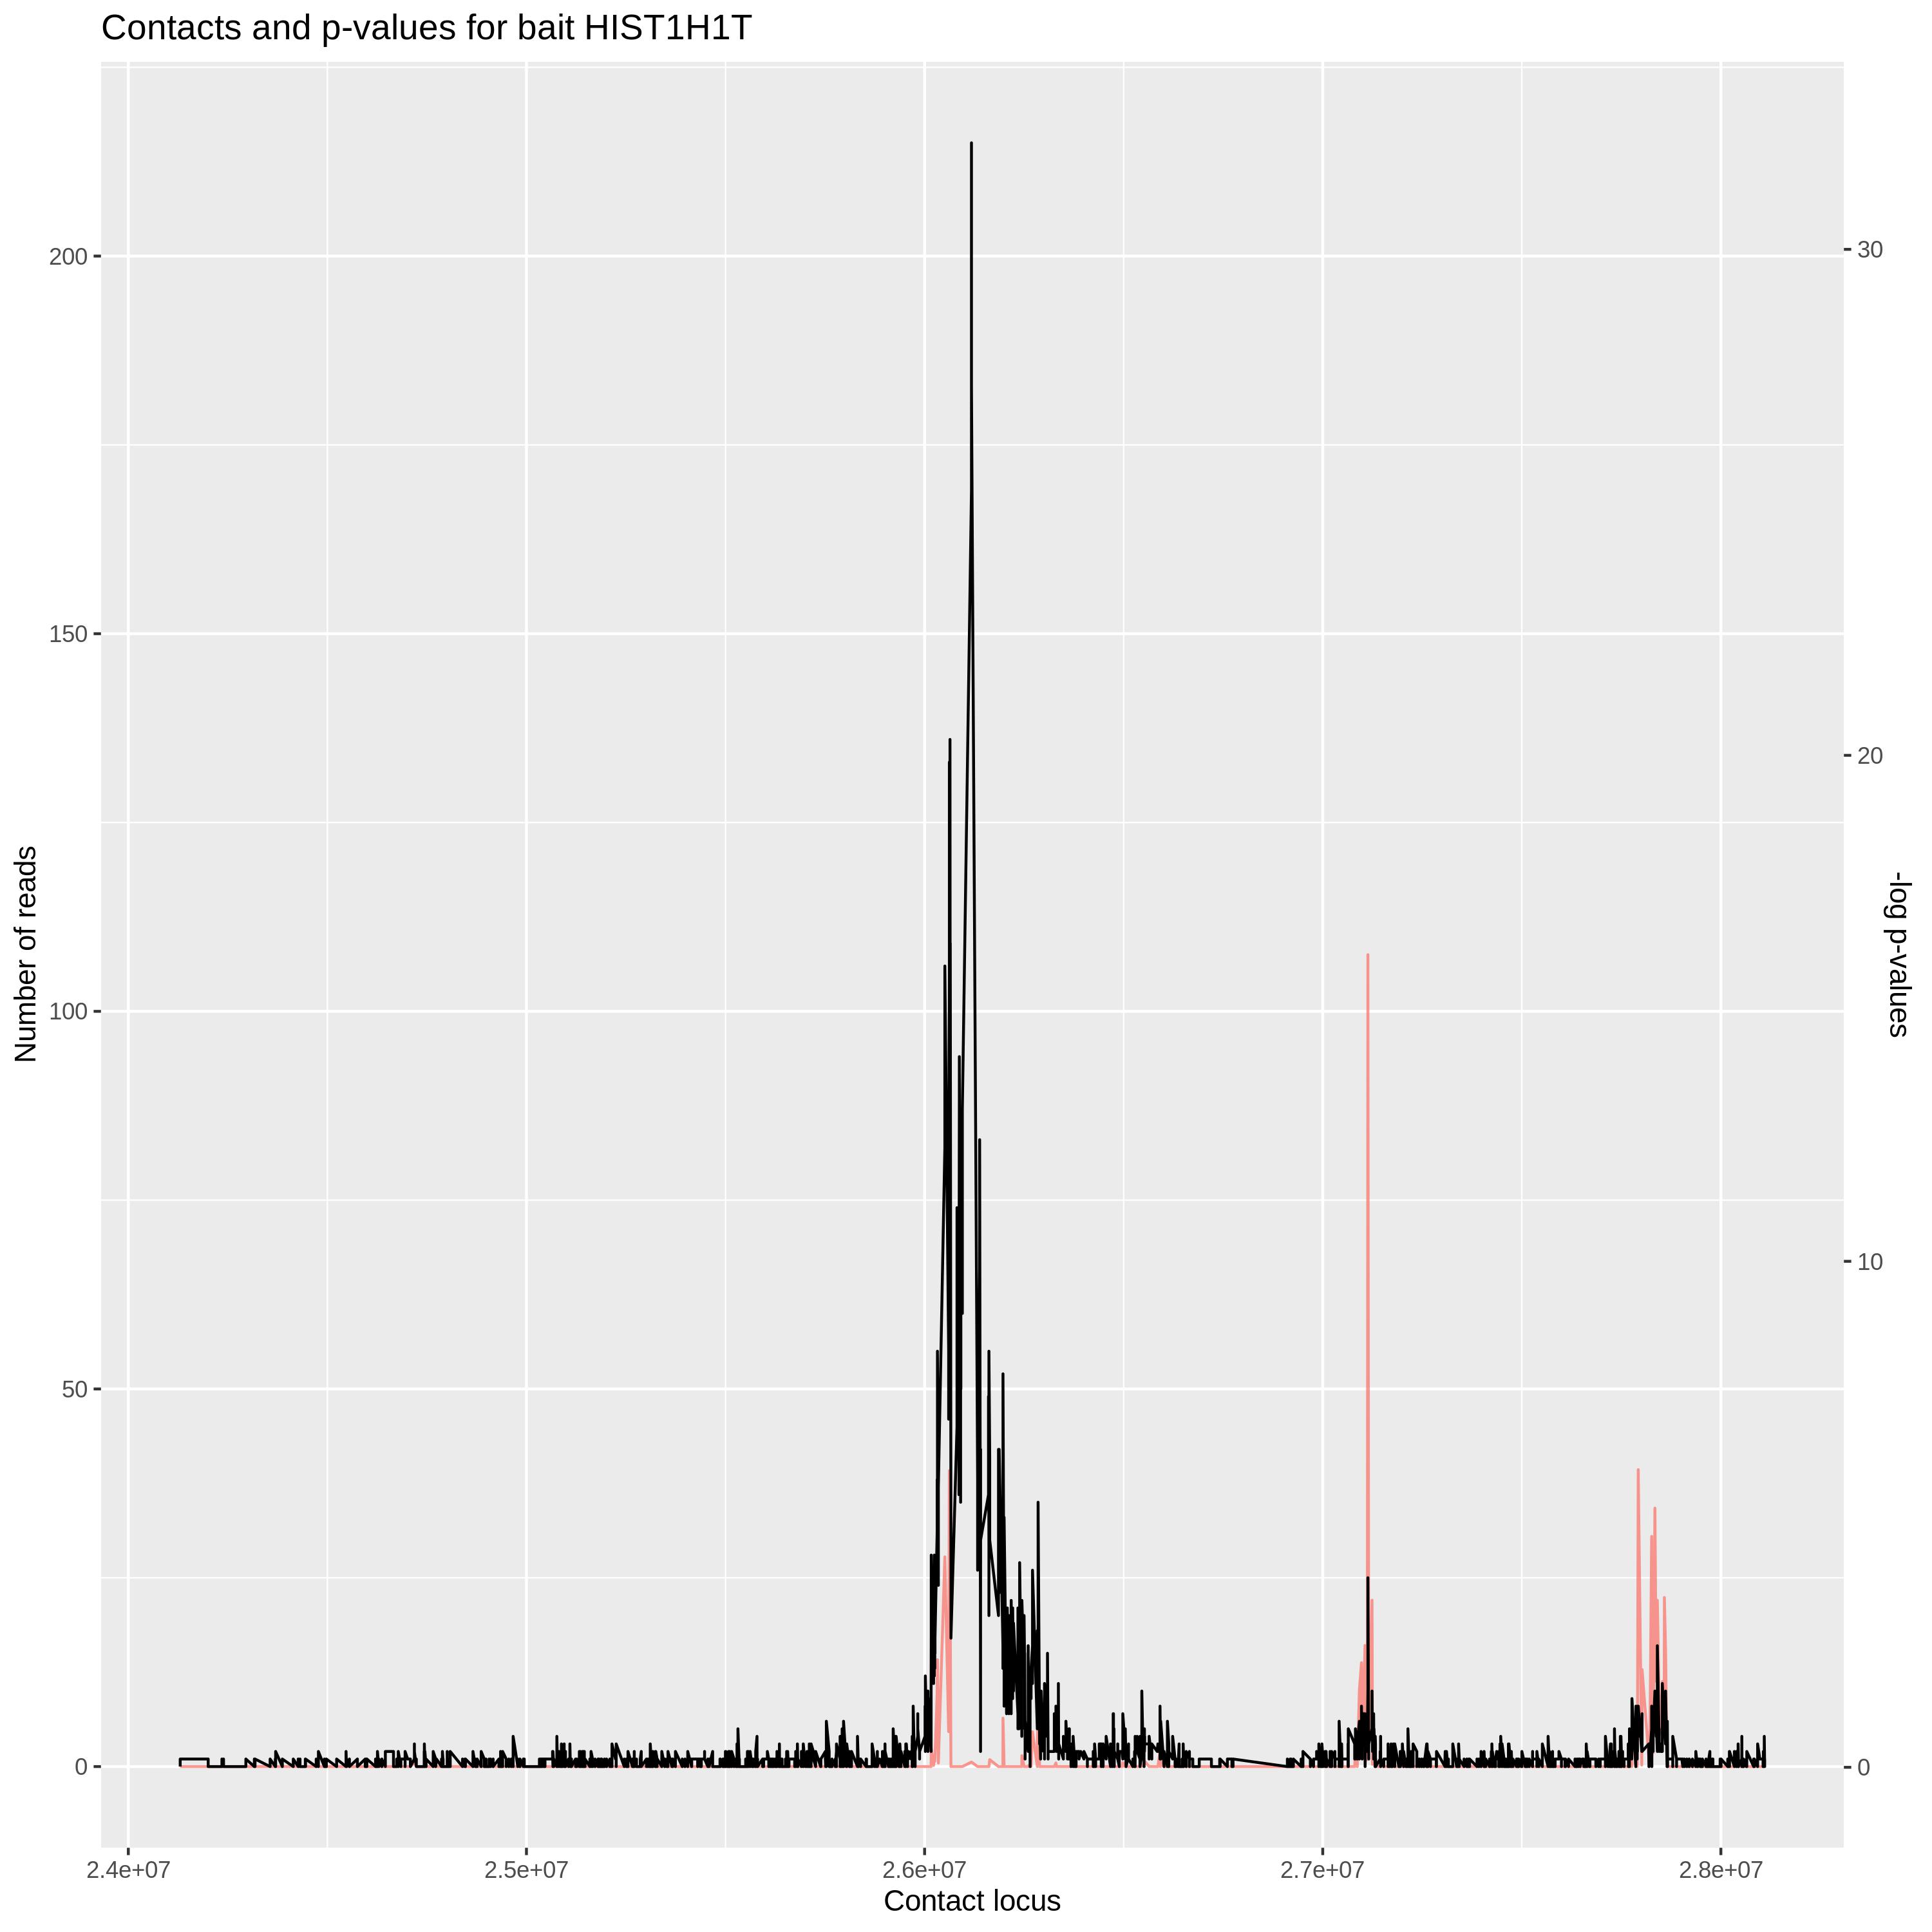 Contacts and p-values for bait HIST1H1T
200
150
100
50
0
30
20
10
0
Number of reads
-log p-values
2.4e+07 2.5e+07 2.6e+07 2.7e+07 2.8e+07
Contact locus